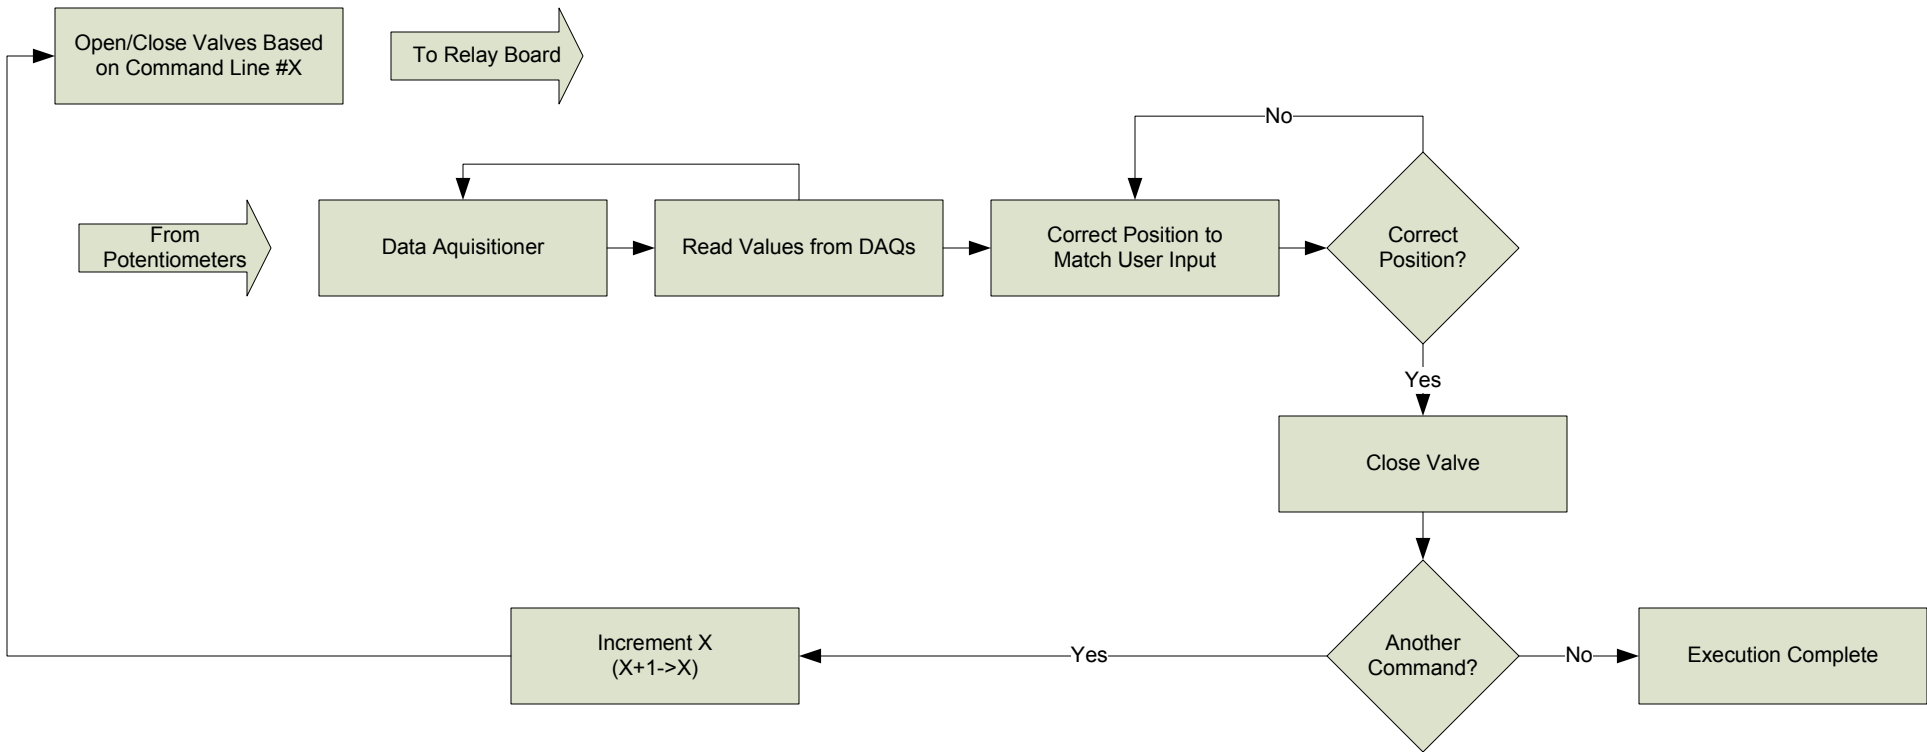 Open/Close Valves Based
on Command Line #X
To Relay Board
No
From
Potentiometers
Data Aquisitioner
Read Values from DAQs
Correct Position to
Match User Input
Correct
Position?
Yes
Close Valve
Increment X
(X+1->X)
Yes
Another
Command?
No
Execution Complete